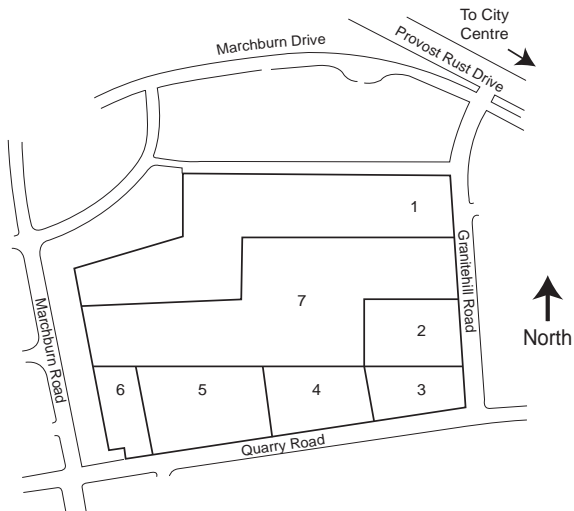 To City
Centre
Marchburn Drive
Provost Rust Drive
1
Granitehill Road
7
2
North
Marchburn Road
6
5
4
3
Quarry Road